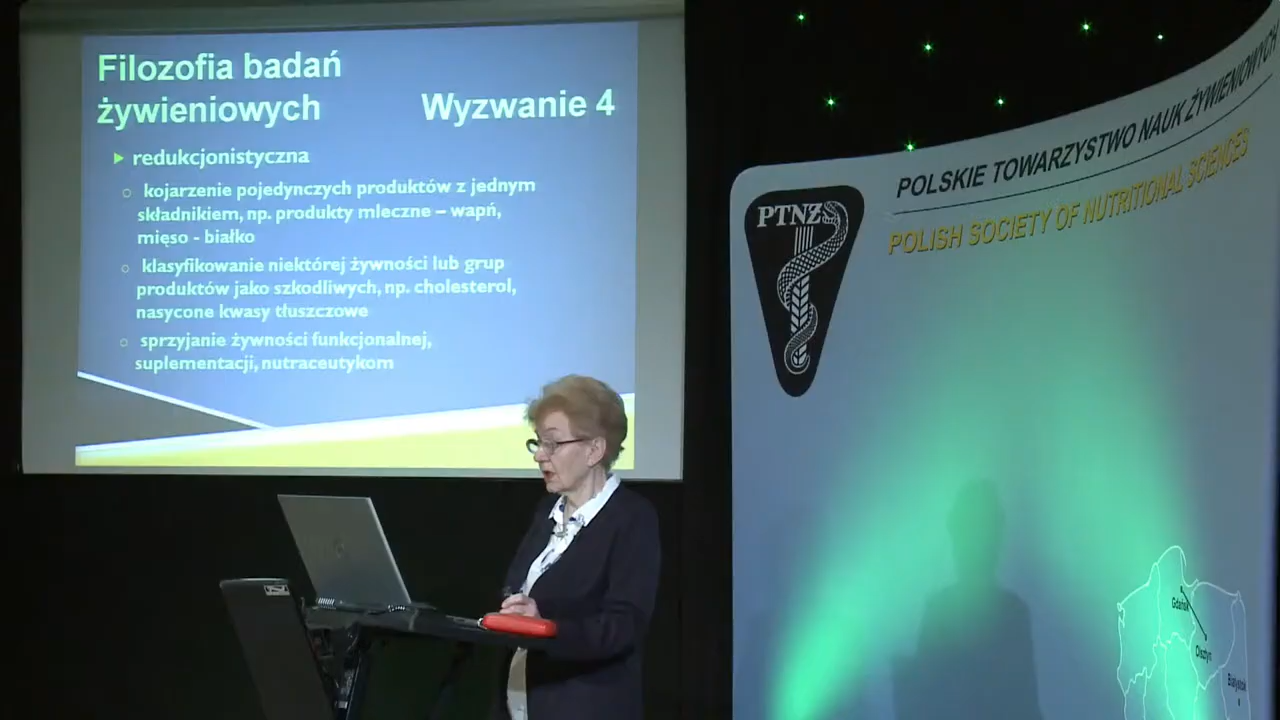 Filozofia badań
żywieniowych Wyzwanie 4
redukcjonistyczna
kojarzenie pojedynczych produktów z jednym
składnikiem, np. produkty mleczne – wapń,
mięso - białko
klasyfikowanie niektórej żywności lub grup
produktów jako szkodliwych, np. cholesterol,
nasycone kwasy tłuszczowe
sprzyjanie żywności funkcjonalnej,
suplementacji, nutraceutykom
POLSKIE TOWARZYSTWO NAUK ŻYWIENIOWYCH
POLISH SOCIETY OF NUTRITIONAL SCIENCES
PTNŻ
Gdańsk
Olsztyn
Białystok